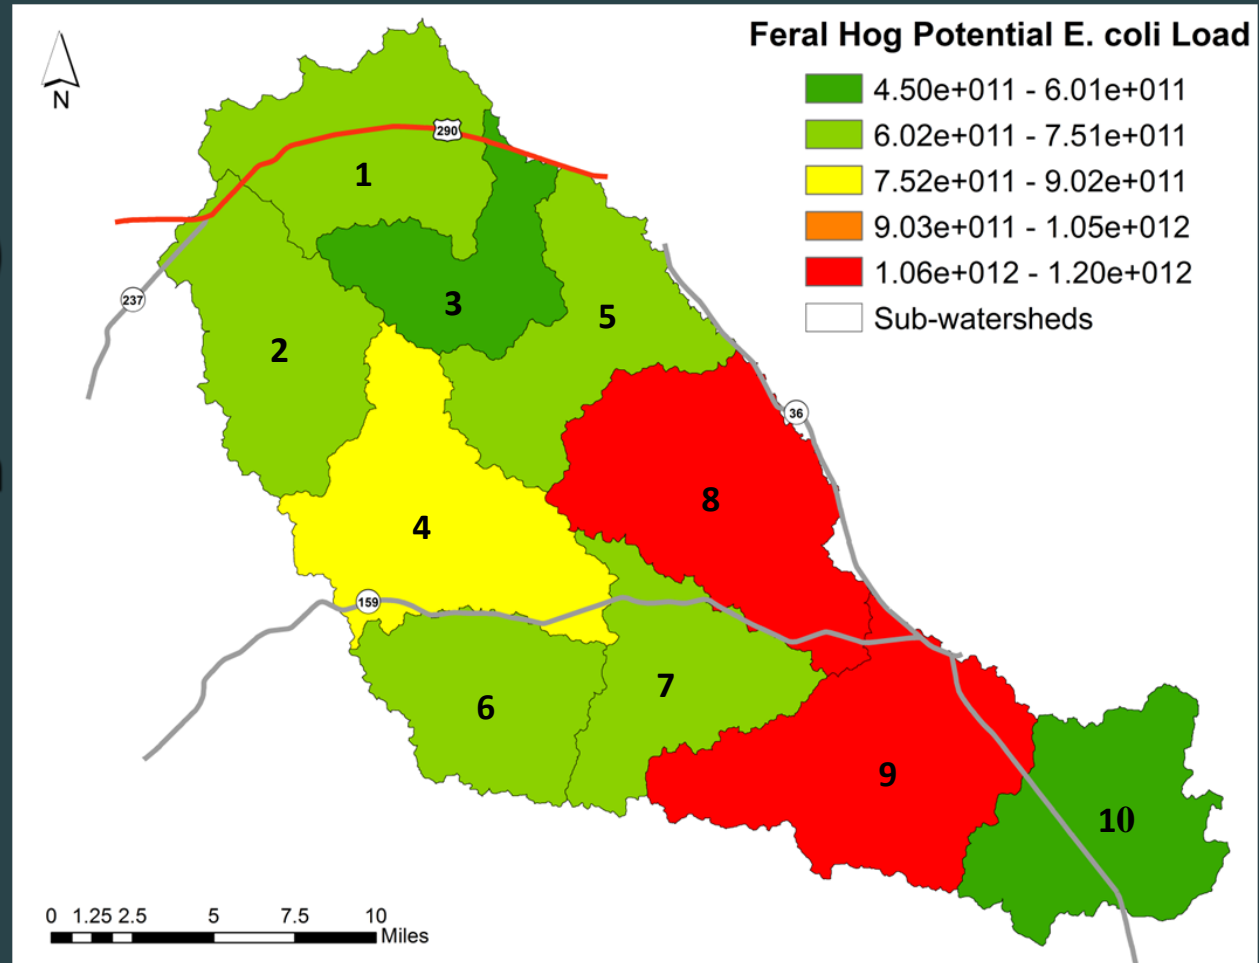 Feral Hog Potential E. coli Load
4.50e+011 - 6.01e+011
6.02e+011 - 7.51e+011
7.52e+011 - 9.02e+011
9.03e+011 - 1.05e+012
1.06e+012 - 1.20e+012
Sub-watersheds
N
290
1
237
3
5
2
36
8
4
159
7
6
9
10
0 1.25 2.5 5 7.5 10
Miles